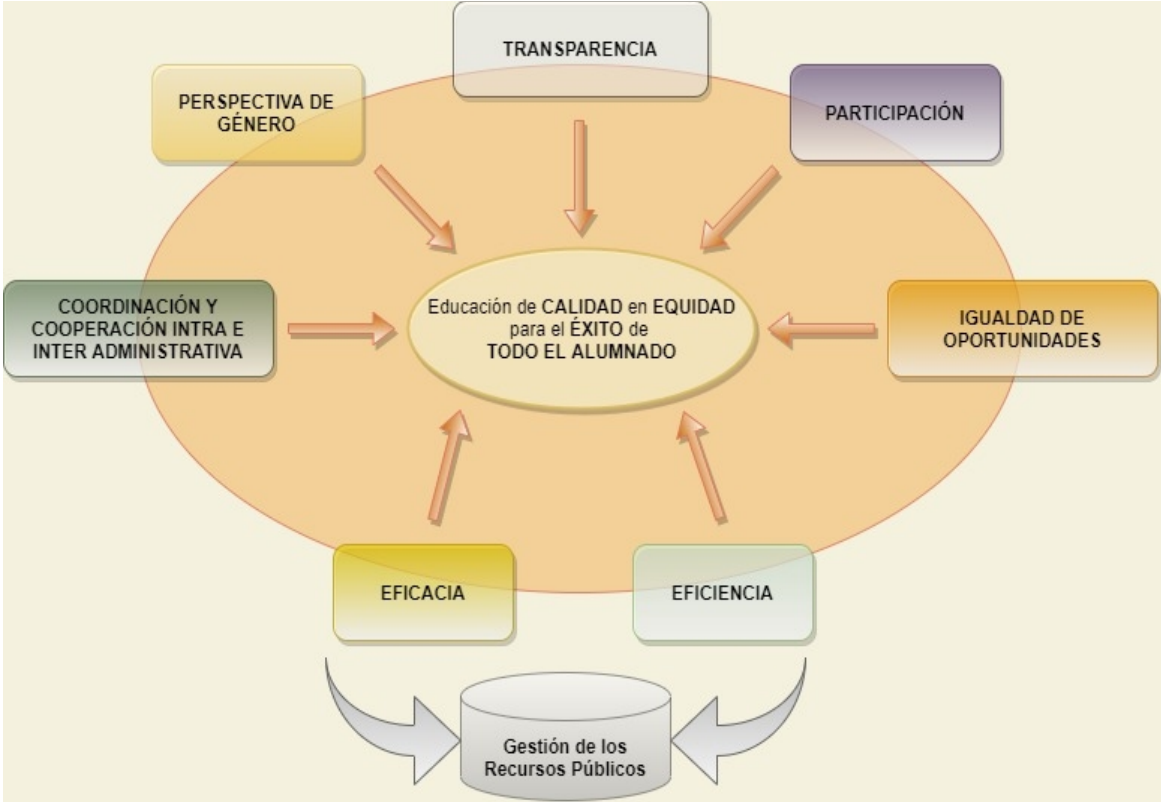 TRANSPARENCIA
PERSPECTIVA DE
GÉNERO
PARTICIPACIÓN
COORDINACIÓN Y
COOPERACIÓN INTRA E
INTER ADMINISTRATIVA
Educación de CALIDAD en EQUIDAD
para el ÉXITO de
TODO EL ALUMNADO
IGUALDAD DE
OPORTUNIDADES
EFICACIA
EFICIENCIA
Gestión de los
Recursos Públicos